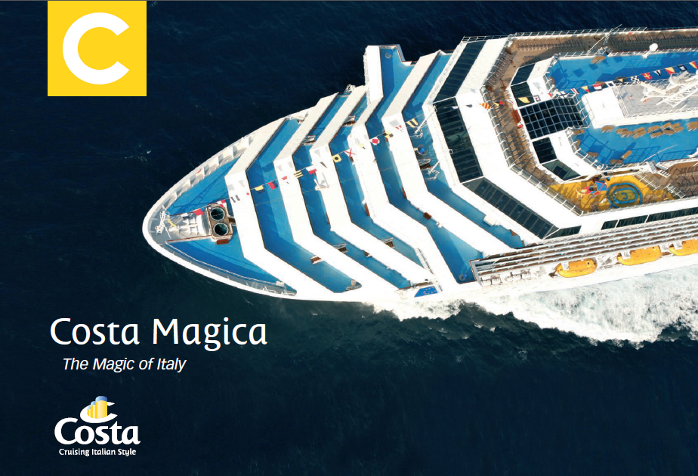 C
Costa Magica
The Magic of Italy
Costa
Cruising Italian Style